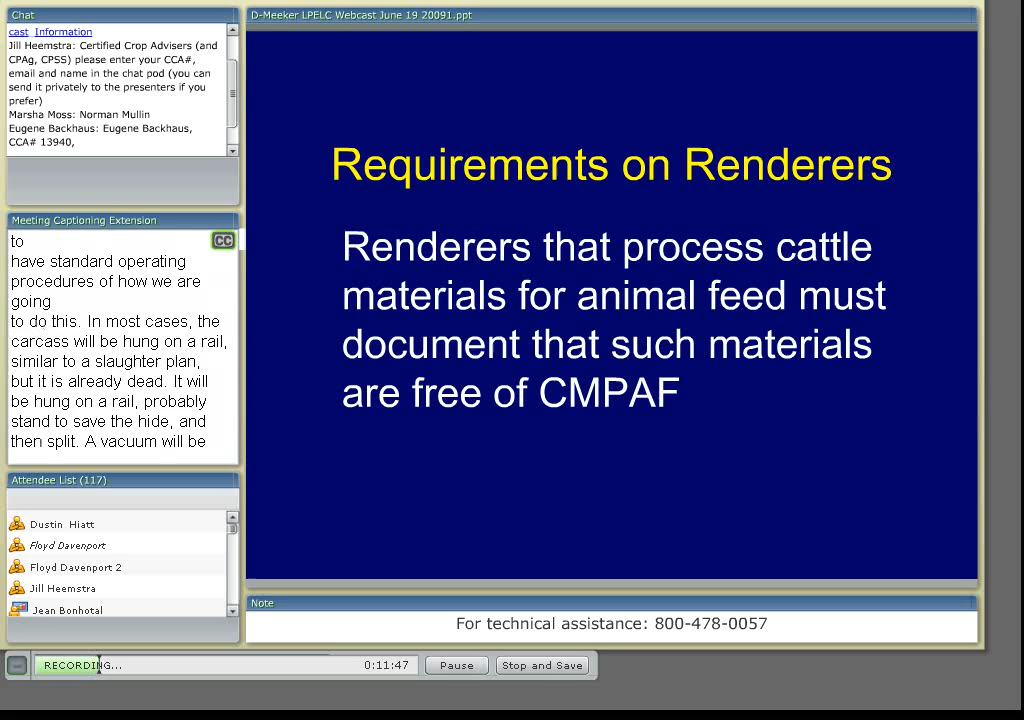 Chat
cast Information
Jill Heemstra: Certified Crop Advisers (and
CPAg, CPSS) please enter your CCA#,
email and name in the chat pod (you can
send it privately to the presenters if you
prefer)
Marsha Moss: Norman Mullin
Eugene Backhaus: Eugene Backhaus,
CCA# 13940,
Meeting Captioning Extension
CC
to
have standard operating
procedures of how we are
going
to do this. In most cases, the
carcass will be hung on a rail,
similar to a slaughter plan,
but it is already dead. It will
be hung on a rail, probably
stand to save the hide, and
then split. A vacuum will be
Attendee List (117)
Dustin Hiatt
Floyd Davenport
Floyd Davenport 2
Jill Heemstra
Jean Bonhotal
D-Meeker LPELC Webcast June 19 20091.ppt
Requirements on Renderers
Renderers that process cattle
materials for animal feed must
document that such materials
are free of CMPAF
Note
For technical assistance: 800-478-0057
RECORDING... 0:11:47 Pause Stop and Save